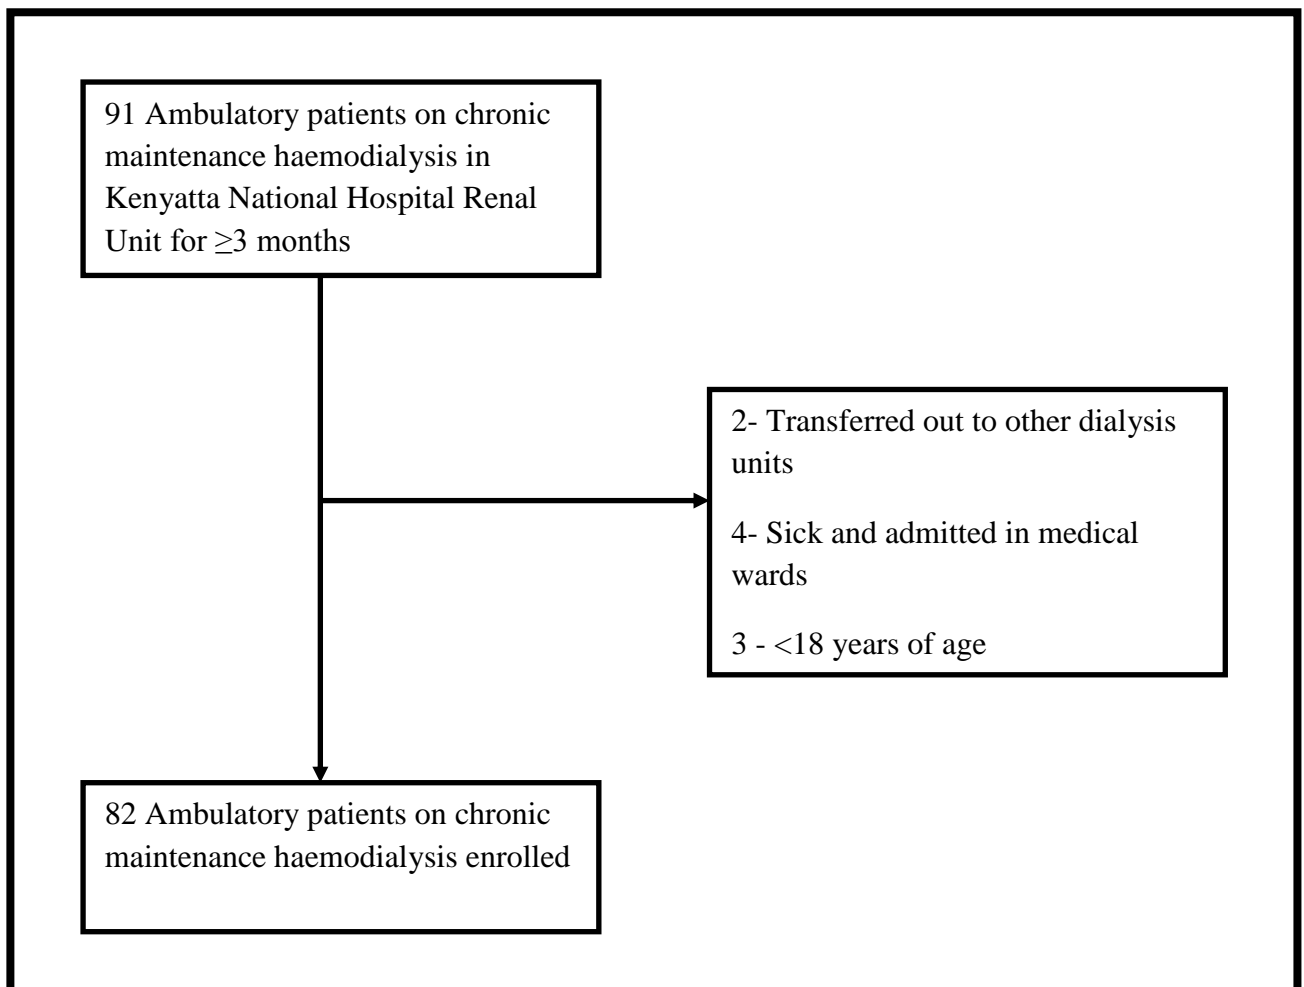 91 Ambulatory patients on chronic
maintenance haemodialysis in
Kenyatta National Hospital Renal
Unit for ≥3 months
2- Transferred out to other dialysis
units
4- Sick and admitted in medical
wards
3 - <18 years of age
82 Ambulatory patients on chronic
maintenance haemodialysis enrolled